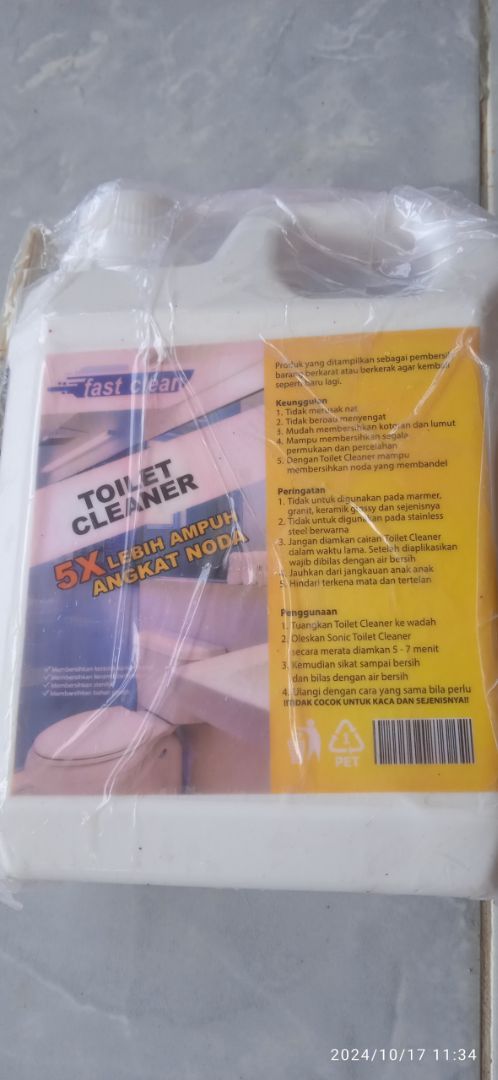 fast clean
TOILET
CLEANER
5X LEBIH AMPUH
ANGKAT NODA
✓ Membersihkan
✓ Membersihkan
✓ Membersihkan
✓ Membersihkan
Produk yang ditampilkan sebagai pembersih
barang berkarat atau berkerak agar kembali
seperti baru lagi.
Keunggulan
1. Tidak merusak nat
2. Tidak berbau menyengat
3. Mudah membersihkan kotoran dan lumut
4. Mampu membersihkan segala
permukaan dan percelahan
5. Dengan Toilet Cleaner mampu
membersihkan noda yang membandel
Peringatan
1. Tidak untuk digunakan pada marmer,
granit, keramik glossy dan sejenisnya
2. Tidak untuk digunakan pada stainless
steel berwarna
3. Jangan diamkan cairan Toilet Cleaner
dalam waktu lama. Setelah diaplikasikan
wajib dibilas dengan air bersih
4. Jauhkan dari jangkauan anak anak
5. Hindari terkena mata dan tertelan
Penggunaan
1. Tuangkan Toilet Cleaner ke wadah
2. Oleskan Sonic Toilet Cleaner
secara merata diamkan 5 - 7 menit
3. Kemudian sikat sampai bersih
dan bilas dengan air bersih
4. Ulangi dengan cara yang sama bila perlu
!!TIDAK COCOK UNTUK KACA DAN SEJENISNYA!!
1
PET
2024/10/17 11:34